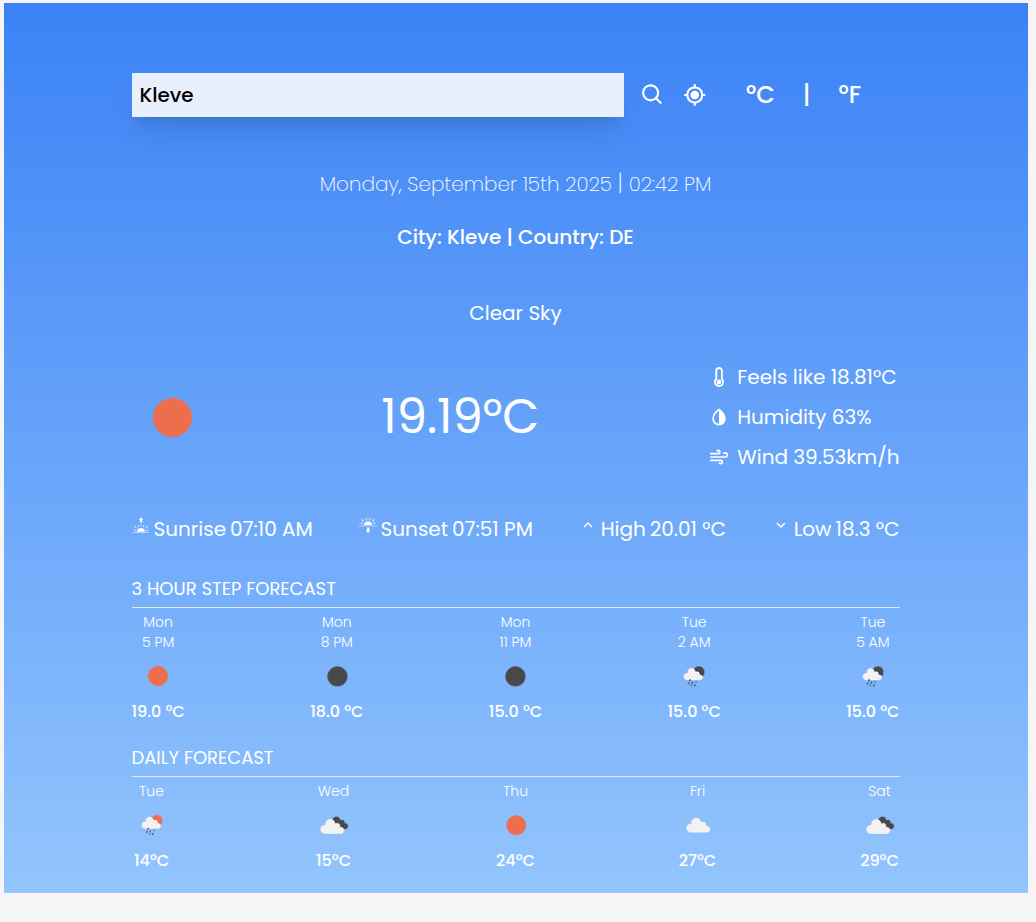 Kleve °C | °F
Monday, September 15th 2025 | 02:42 PM
City: Kleve | Country: DE
Clear Sky
19.19°C
Feels like 18.81°C
Humidity 63%
Wind 39.53km/h
Sunrise 07:10 AM Sunset 07:51 PM High 20.01 °C Low 18.3 °C
3 HOUR STEP FORECAST
Mon Mon Mon Tue Tue
5 PM 8 PM 11 PM 2 AM 5 AM
19.0 °C 18.0 °C 15.0 °C 15.0 °C 15.0 °C
DAILY FORECAST
Tue Wed Thu Fri Sat
14°C 15°C 24°C 27°C 29°C